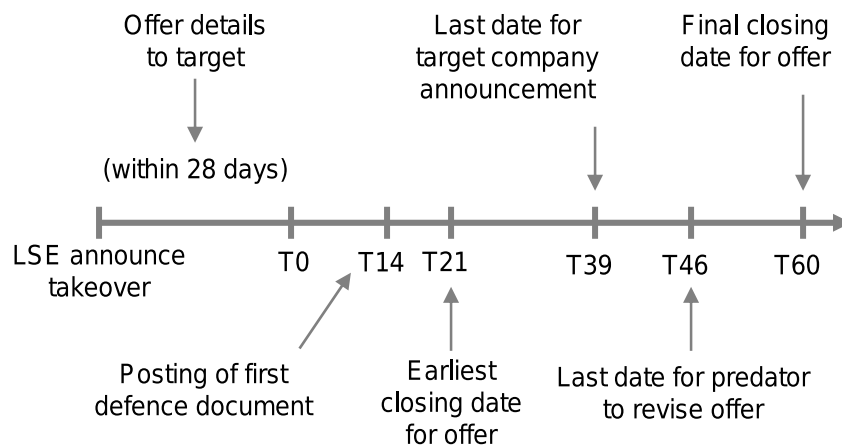 Offer details
to target
Last date for
target company
announcement
Final closing
date for offer
(within 28 days)
LSE announce
takeover
T0
T14
T21
T39
T46
T60
Posting of first
defence document
Earliest
closing date
for offer
Last date for predator
to revise offer